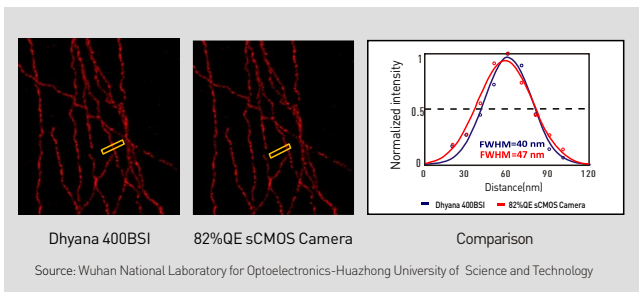 Normalized intensity
1
0.5
0
FWHM=40 nm
FWHM=47 nm
0 30 60 90 120
Distance(nm)
Dhyana 400BSI 82%QE sCMOS Camera
Dhyana 400BSI 82%QE sCMOS Camera Comparison
Source: Wuhan National Laboratory for Optoelectronics-Huazhong University of Science and Technology